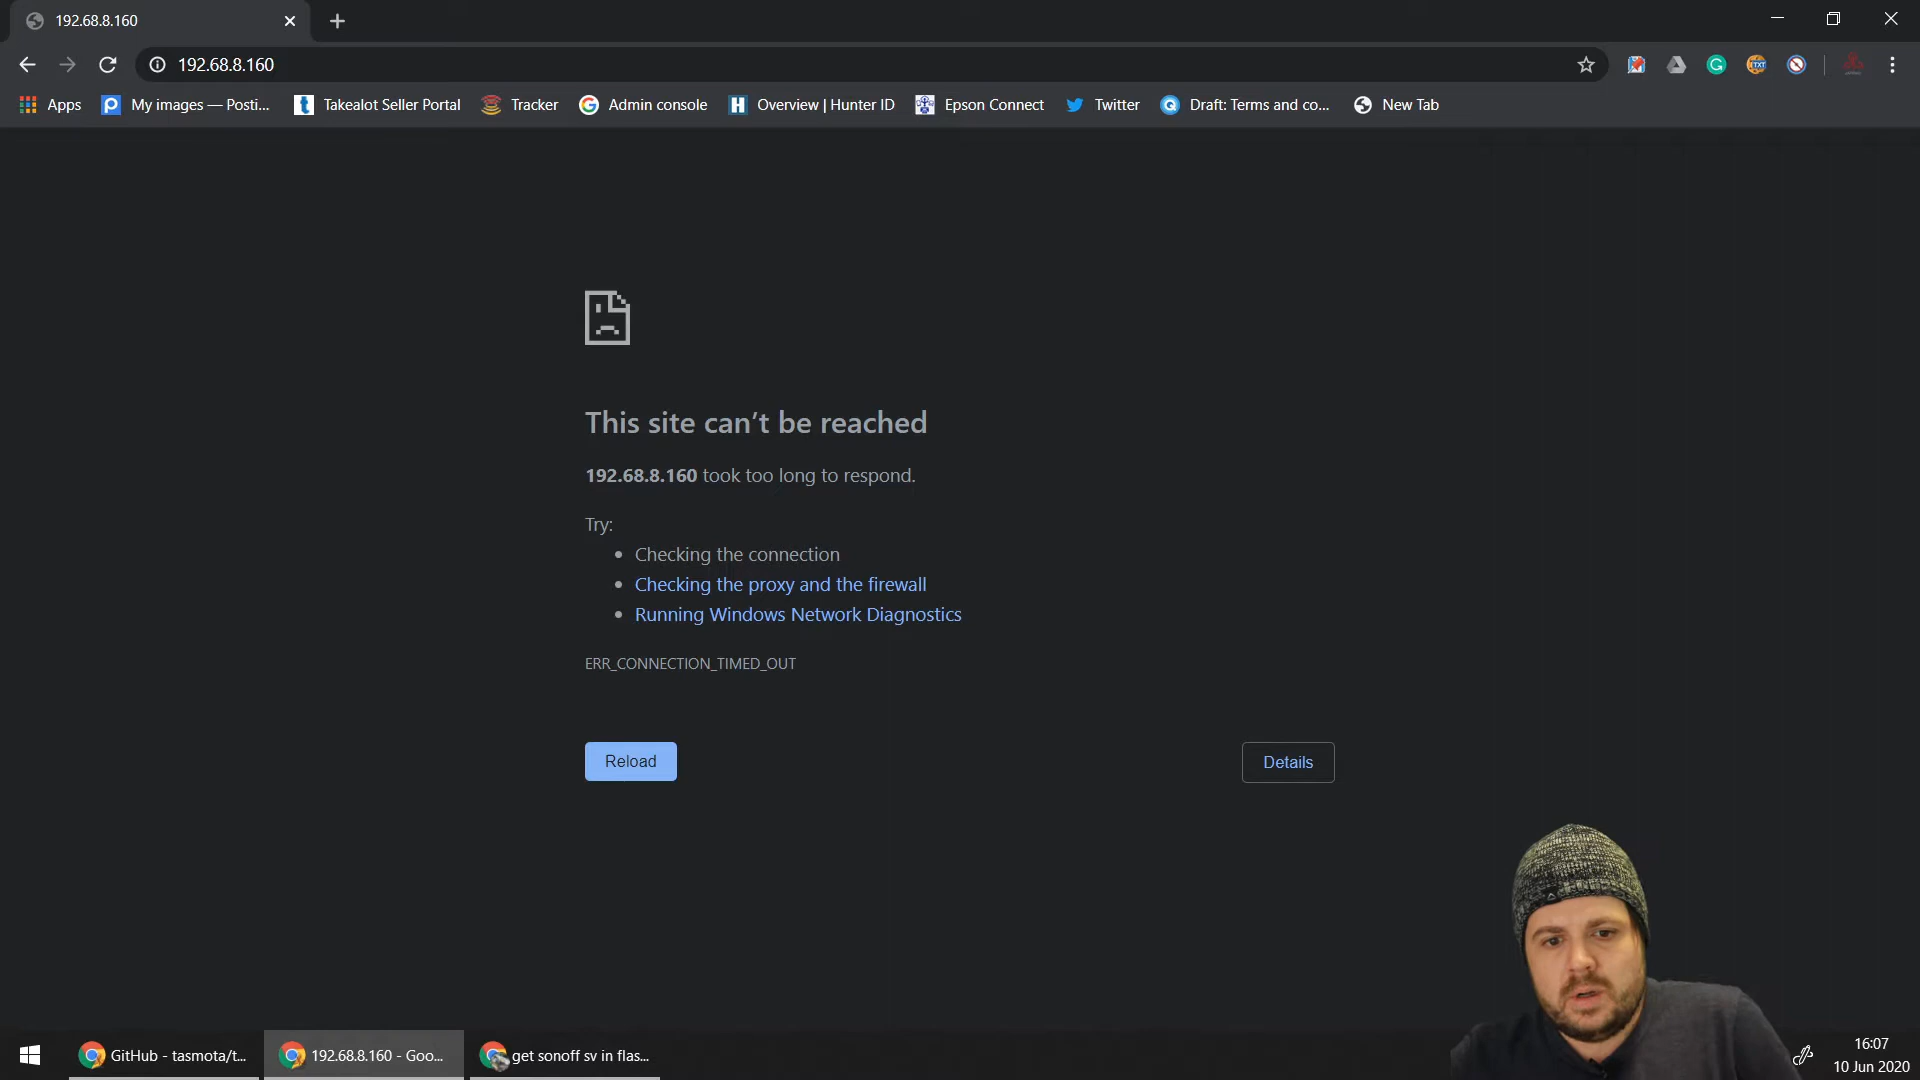 192.68.8.160
192.68.8.160
Apps
My images — Posti...
Takealot Seller Portal
Tracker
Admin console
Overview | Hunter ID
Epson Connect
Twitter
Draft: Terms and co...
New Tab
This site can't be reached
192.68.8.160 took too long to respond.
Try:
Checking the connection
Checking the proxy and the firewall
Running Windows Network Diagnostics
ERR_CONNECTION_TIMED_OUT
Reload
Details
GitHub - tasmota/t...
192.68.8.160 - Goo...
get sonoff sv in flas...
16:07
10 Jun 2020